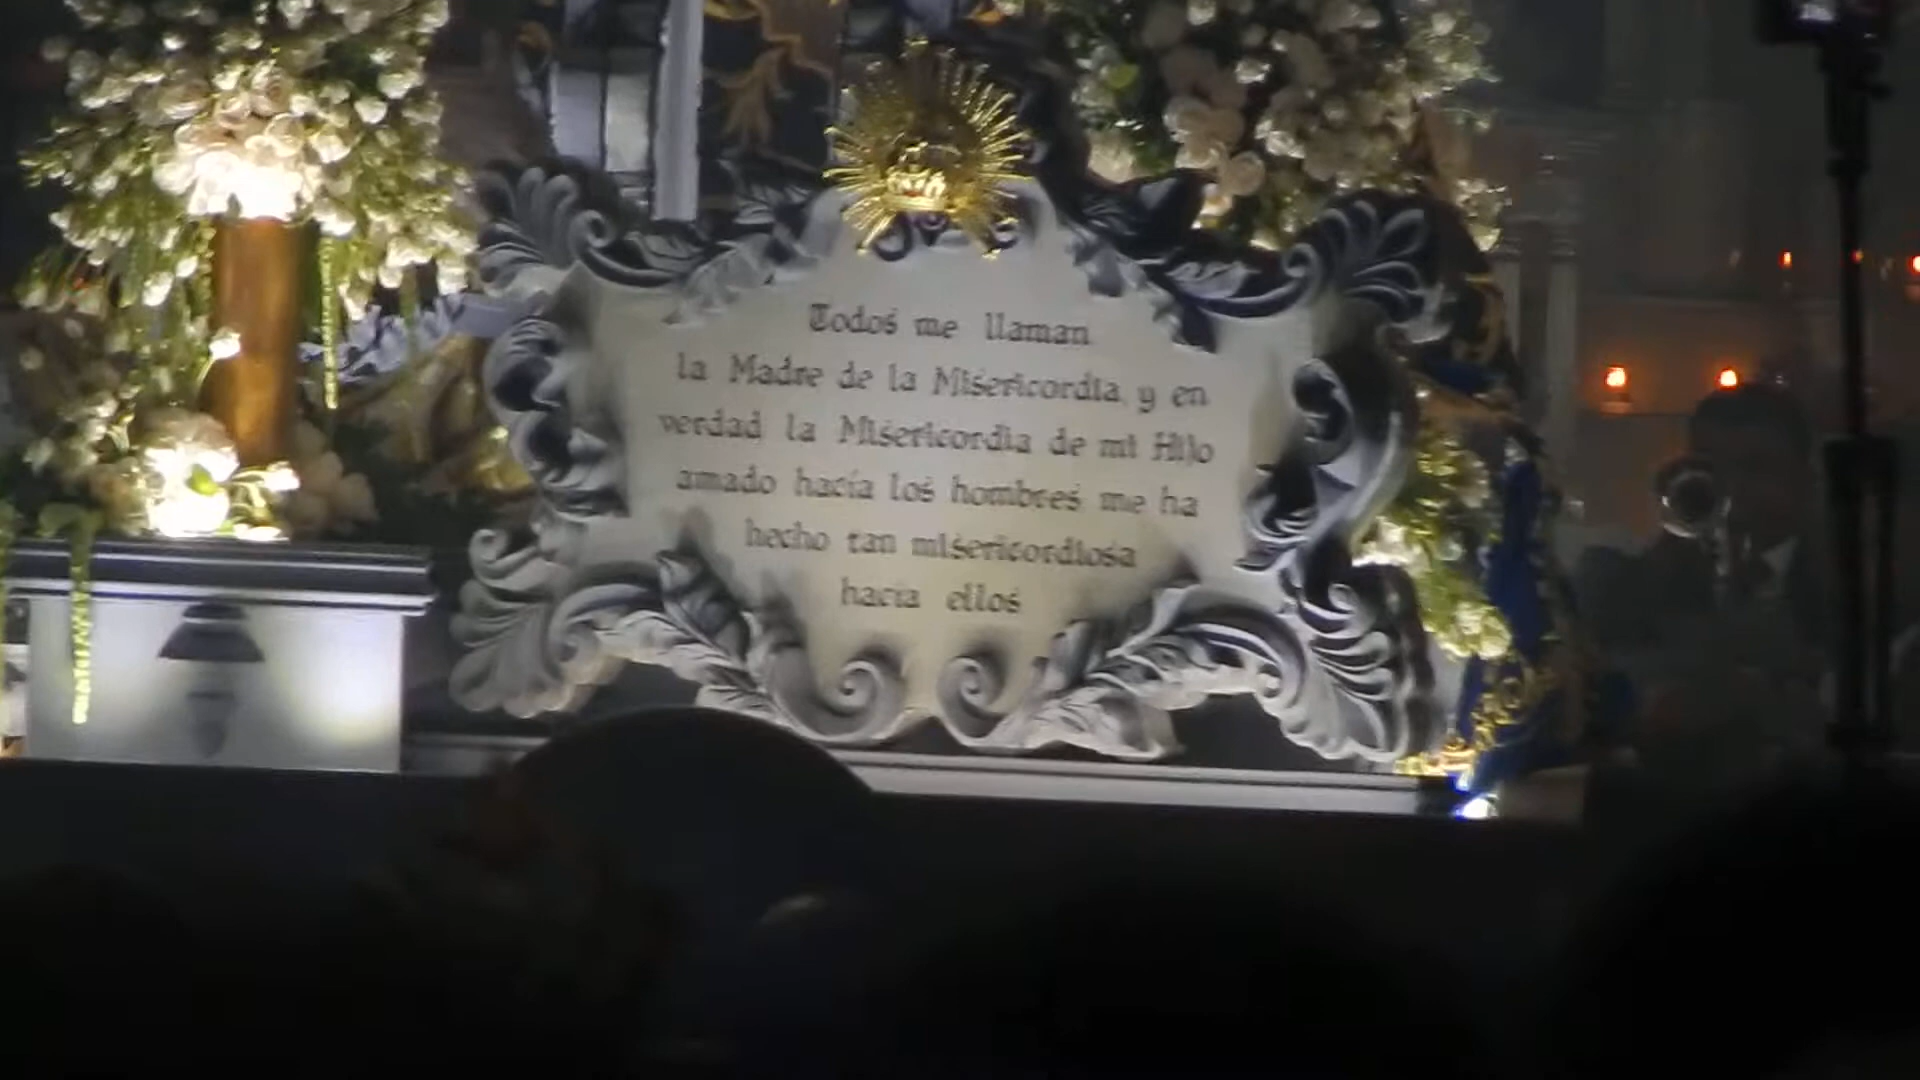 Todos me llaman
la Madre de la Misericordia, y en
verdad la Misericordia de mi Hijo
amado hacia los hombres me ha
hecho tan misericordiosa
hacia ellos